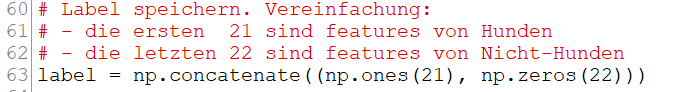 60 # Label speichern. Vereinfachung:
61 # - die ersten  21 sind features von Hunden
62 # - die letzten 22 sind features von Nicht-Hunden
63 label = np.concatenate((np.ones(21), np.zeros(22)))